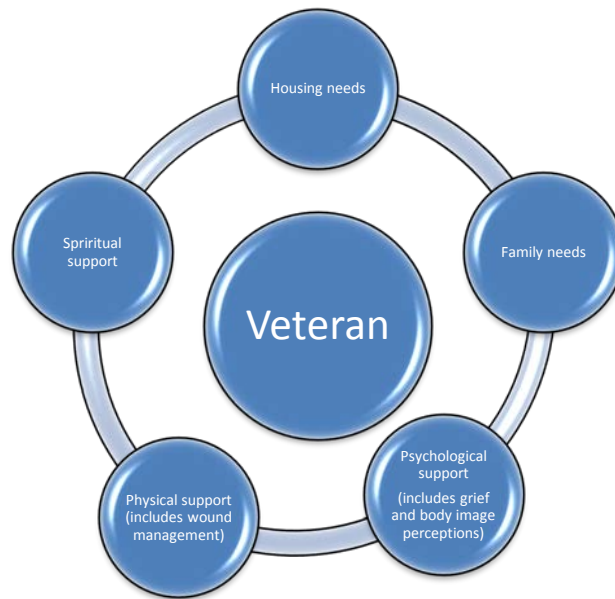 Housing needs
Family needs
Psychological
support
(includes grief
and body image
perceptions)
Physical support
(includes wound
management)
Spriritual
support
Veteran